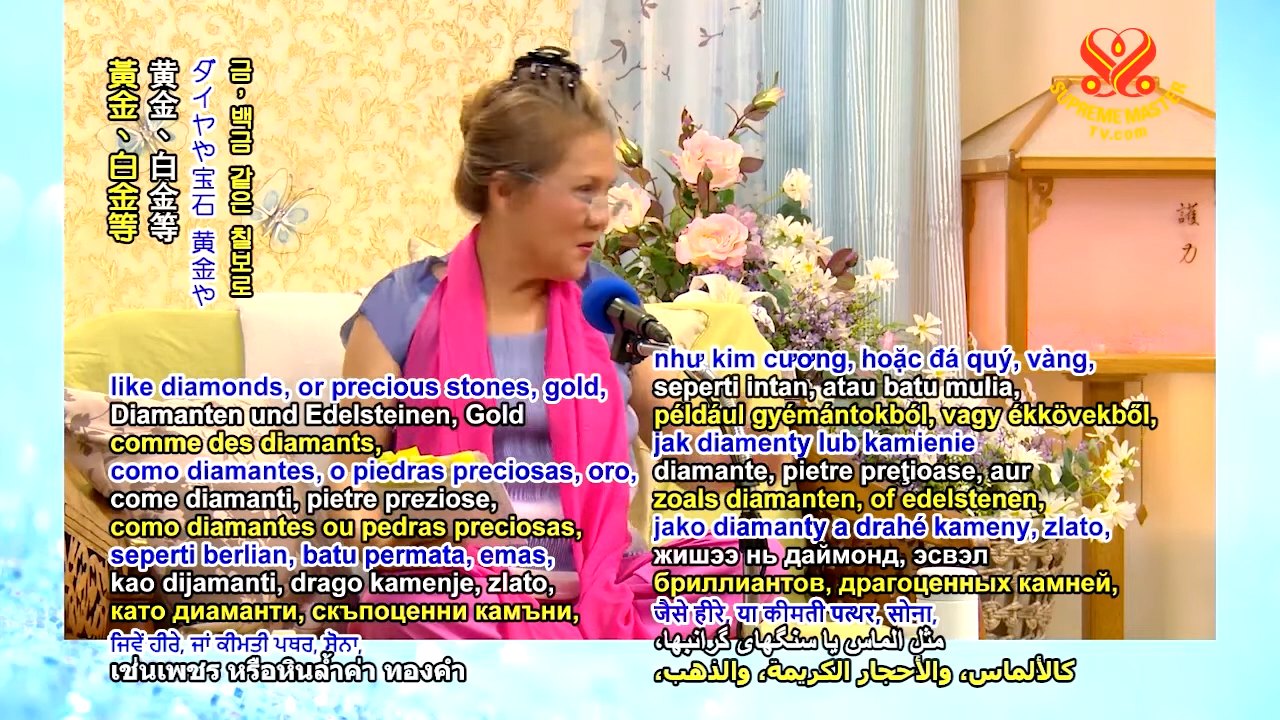 黃金、白金等
黄金、白金等
ダイヤや宝石 黄金や
금, 백금 같은 칠보로
SUPREME MASTER
TV.com
護力
like diamonds, or precious stones, gold,
Diamanten und Edelsteinen, Gold
comme des diamants,
como diamantes, o piedras preciosas, oro,
come diamanti, pietre preziose,
como diamantes ou pedras preciosas,
seperti berlian, batu permata, emas,
kao dijamanti, drago kamenje, zlato,
като диаманти, скъпоценни камъни,
ਜਿਵੇਂ ਹੀਰੇ, ਜਾਂ ਕੀਮਤੀ ਪਥਰ, ਸੋਨਾ,
เช่นเพชร หรือหินล้ำค่า ทองคำ
như kim cương, hoặc đá quý, vàng,
seperti intan, atau batu mulia,
például gyémántokból, vagy ékkövekből,
jak diamenty lub kamienie
diamante, pietre preţioase, aur
zoals diamanten, of edelstenen,
jako diamanty a drahé kameny, zlato,
жишээ нь даймонд, эсвэл
бриллиантов, драгоценных камней,
जैसे हीरे, या कीमती पत्थर, सोना,
مثل الماس یا سنگهای گرانبها،
كالألماس، والأحجار الكريمة، والذهب،